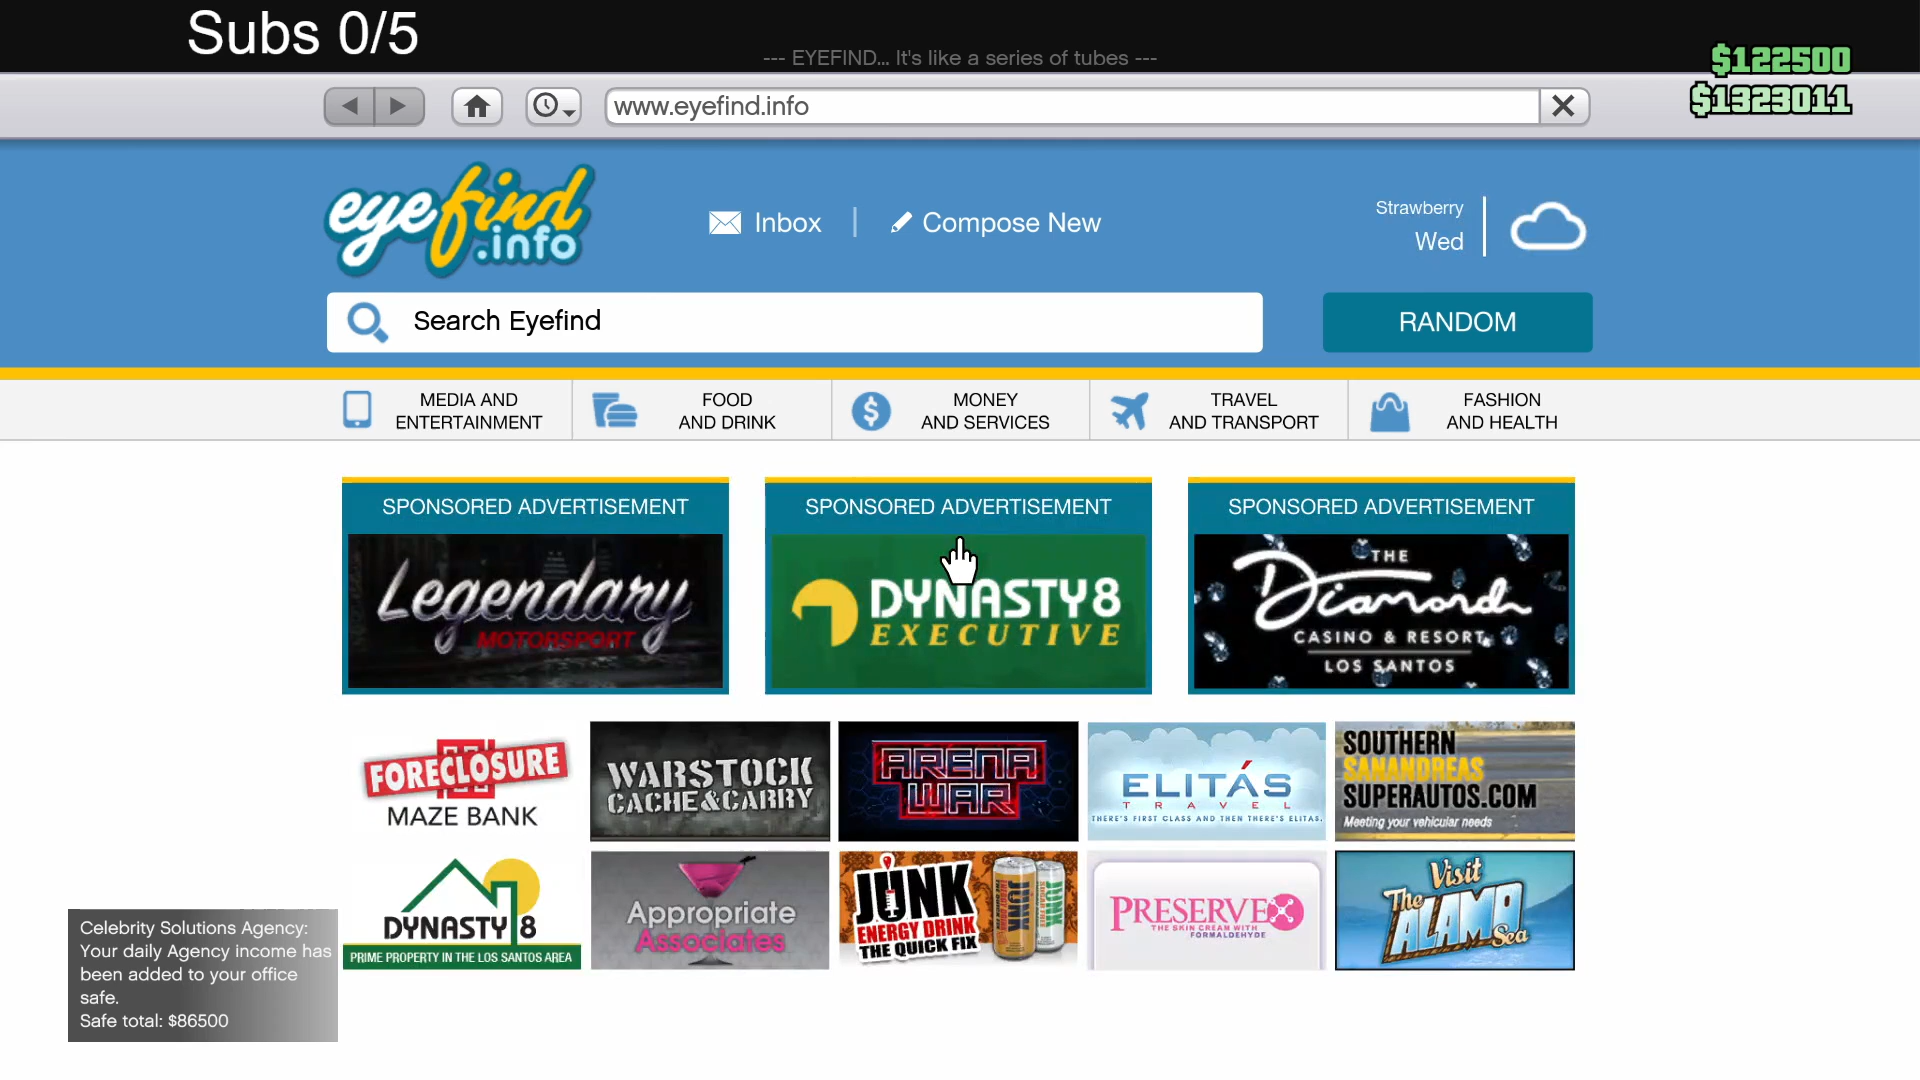 Subs 0/5
--- EYEFIND... It's like a series of tubes ---
$122500
$1323011
www.eyefind.info
eyefind
.info
Inbox
Compose New
Strawberry
Wed
Search Eyefind
RANDOM
MEDIA AND
ENTERTAINMENT
FOOD
AND DRINK
MONEY
AND SERVICES
TRAVEL
AND TRANSPORT
FASHION
AND HEALTH
SPONSORED ADVERTISEMENT
Legendary
MOTORSPORT
SPONSORED ADVERTISEMENT
DYNASTY 8
EXECUTIVE
SPONSORED ADVERTISEMENT
THE
Diamond
CASINO & RESORT
LOS SANTOS
FORECLOSURE
MAZE BANK
WARSTOCK
CACHE&CARRY
ARENA
WAR
ELITÁS
TRAVEL
THERE'S FIRST CLASS AND THEN THERE'S ELITAS.
SOUTHERN
SANANDREAS
SUPERAUTOS.COM
Meeting your vehicular needs
DYNASTY 8
PRIME PROPERTY IN THE LOS SANTOS AREA
Appropriate
Associates
JUNK
ENERGY DRINK
THE QUICK FIX
JUNK
JUNK
PRESERVEX
THE SKIN CREAM WITH
FORMALDEHYDE
Visit
The
ALAMO
Sea
Celebrity Solutions Agency:
Your daily Agency income has
been added to your office
safe.
Safe total: $86500